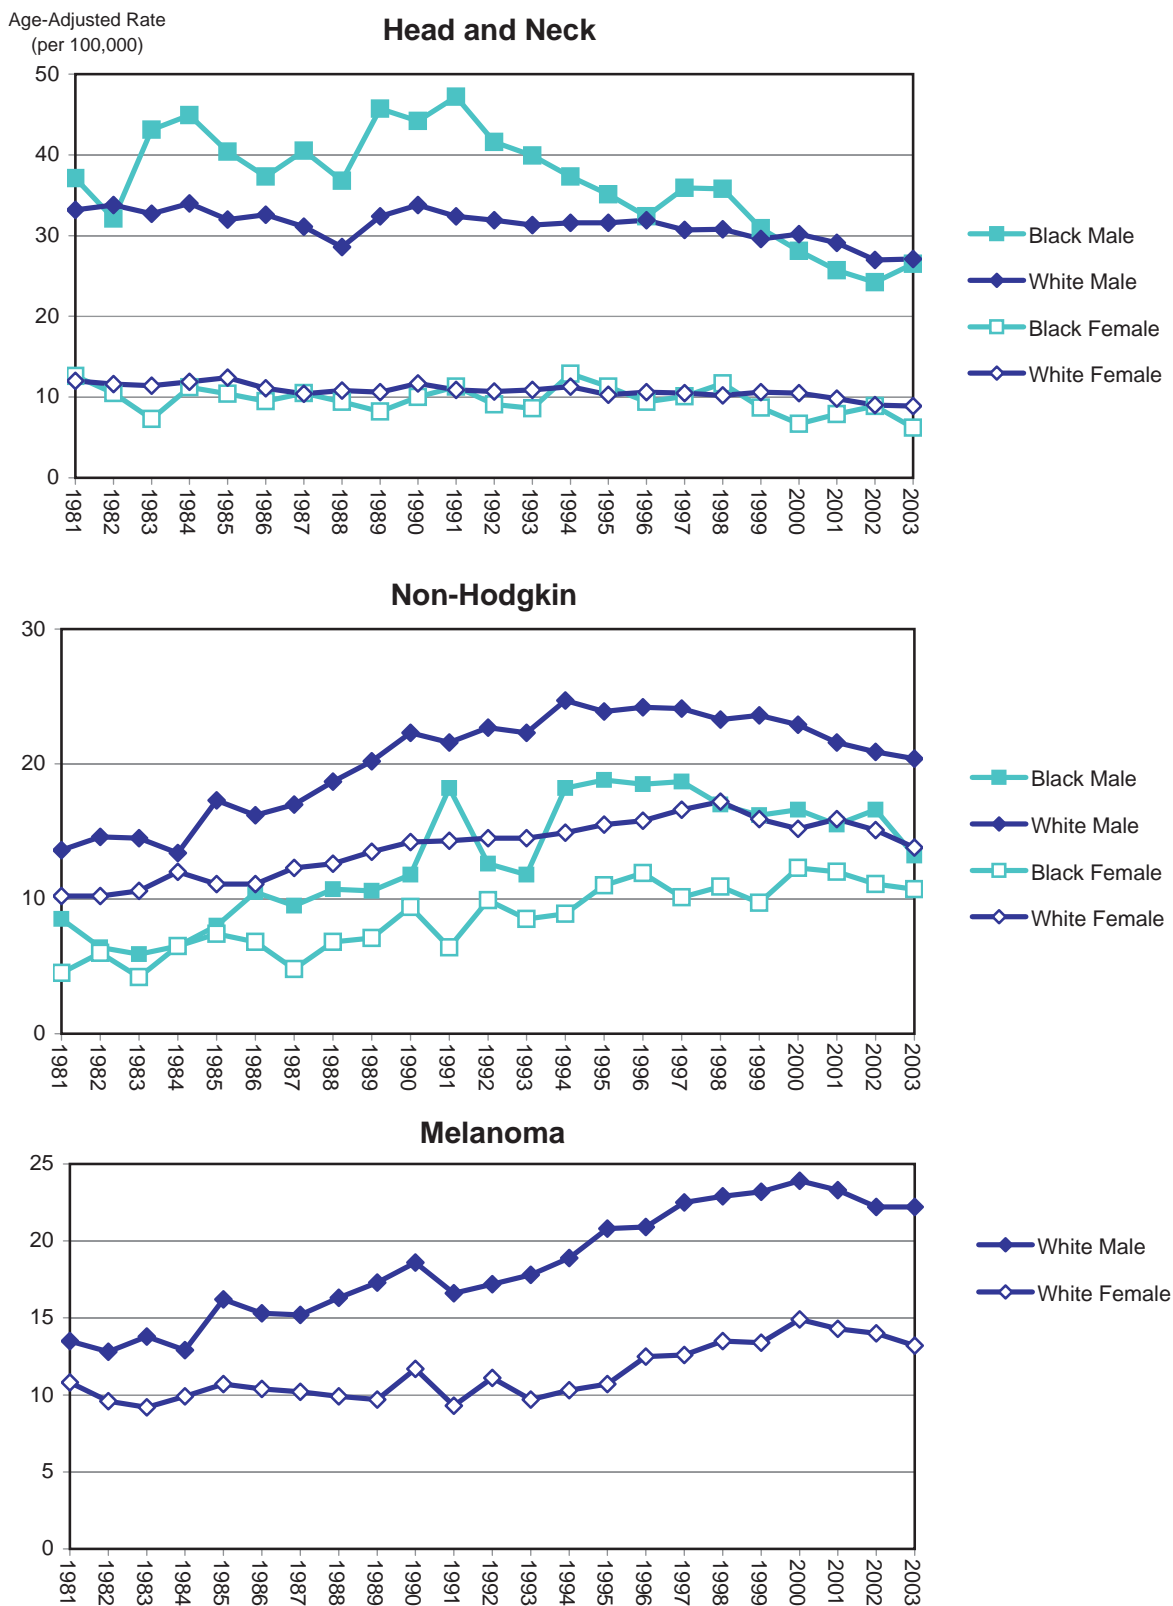 Age-Adjusted Rate
(per 100,000)
Head and Neck
50
40
30
20
10
0
1981 1982 1983 1984 1985 1986 1987 1988 1989 1990 1991 1992 1993 1994 1995 1996 1997 1998 1999 2000 2001 2002 2003
Black Male
White Male
Black Female
White Female
Non-Hodgkin
30
20
10
0
1981 1982 1983 1984 1985 1986 1987 1988 1989 1990 1991 1992 1993 1994 1995 1996 1997 1998 1999 2000 2001 2002 2003
Black Male
White Male
Black Female
White Female
Melanoma
25
20
15
10
5
0
1981 1982 1983 1984 1985 1986 1987 1988 1989 1990 1991 1992 1993 1994 1995 1996 1997 1998 1999 2000 2001 2002 2003
White Male
White Female